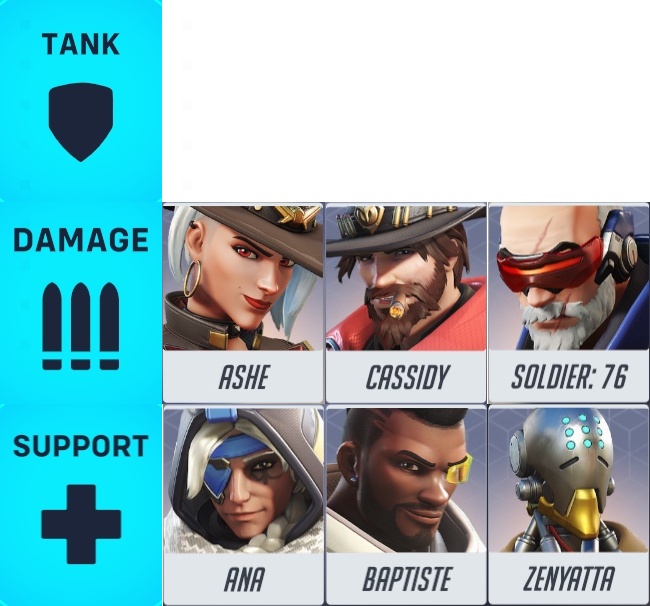 TANK
DAMAGE
ASHE
CASSIDY
SOLDIER: 76
SUPPORT
ANA
BAPTISTE
ZENYATTA